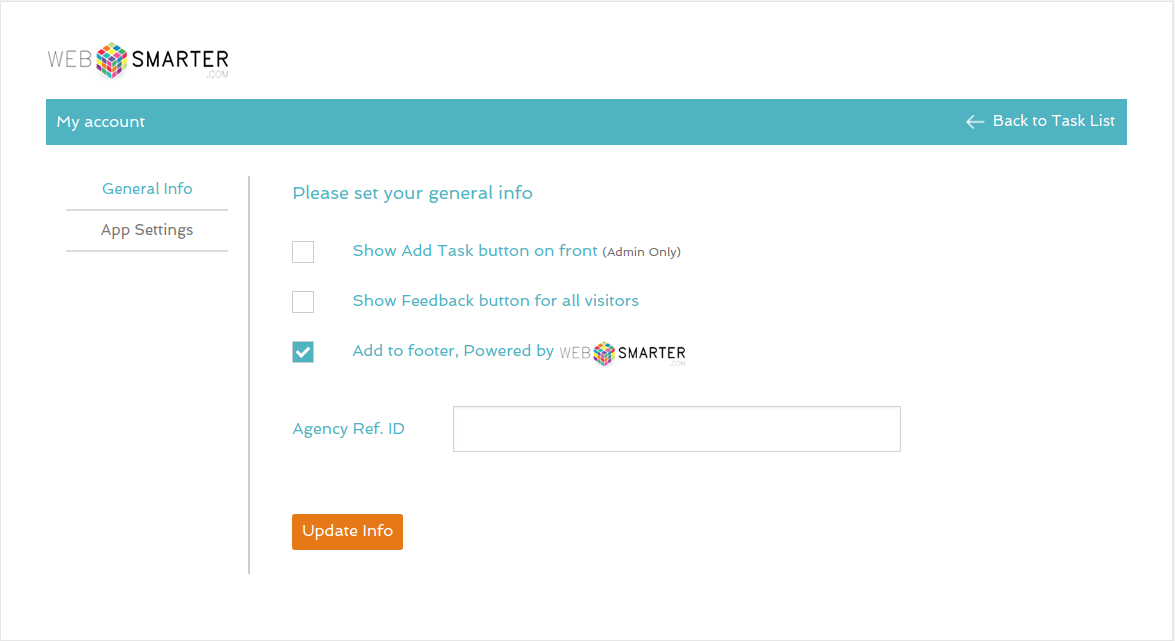 WEB SMARTER
.COM
My account
Back to Task List
General Info
App Settings
Please set your general info
Show Add Task button on front (Admin Only)
Show Feedback button for all visitors
Add to footer, Powered by WEB SMARTER
.COM
Agency Ref. ID
Update Info